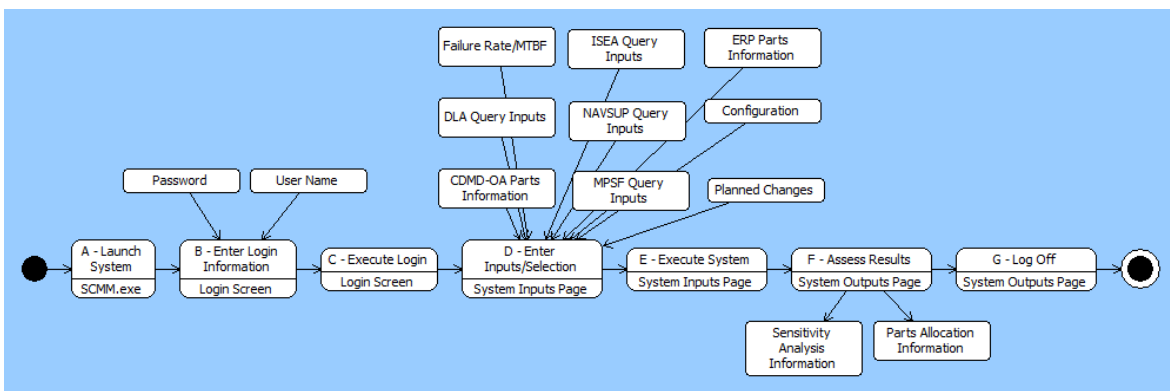 Failure Rate/MTBF
ISEA Query
Inputs
ERP Parts
Information
DLA Query Inputs
NAVSUP Query
Inputs
Configuration
Password
User Name
CDMD-OA Parts
Information
MPSF Query
Inputs
Planned Changes
A - Launch
System
SCMM.exe
B - Enter Login
Information
Login Screen
C - Execute Login
Login Screen
D - Enter
Inputs/Selection
System Inputs Page
E - Execute System
System Inputs Page
F - Assess Results
System Outputs Page
G - Log Off
System Outputs Page
Sensitivity
Analysis
Information
Parts Allocation
Information